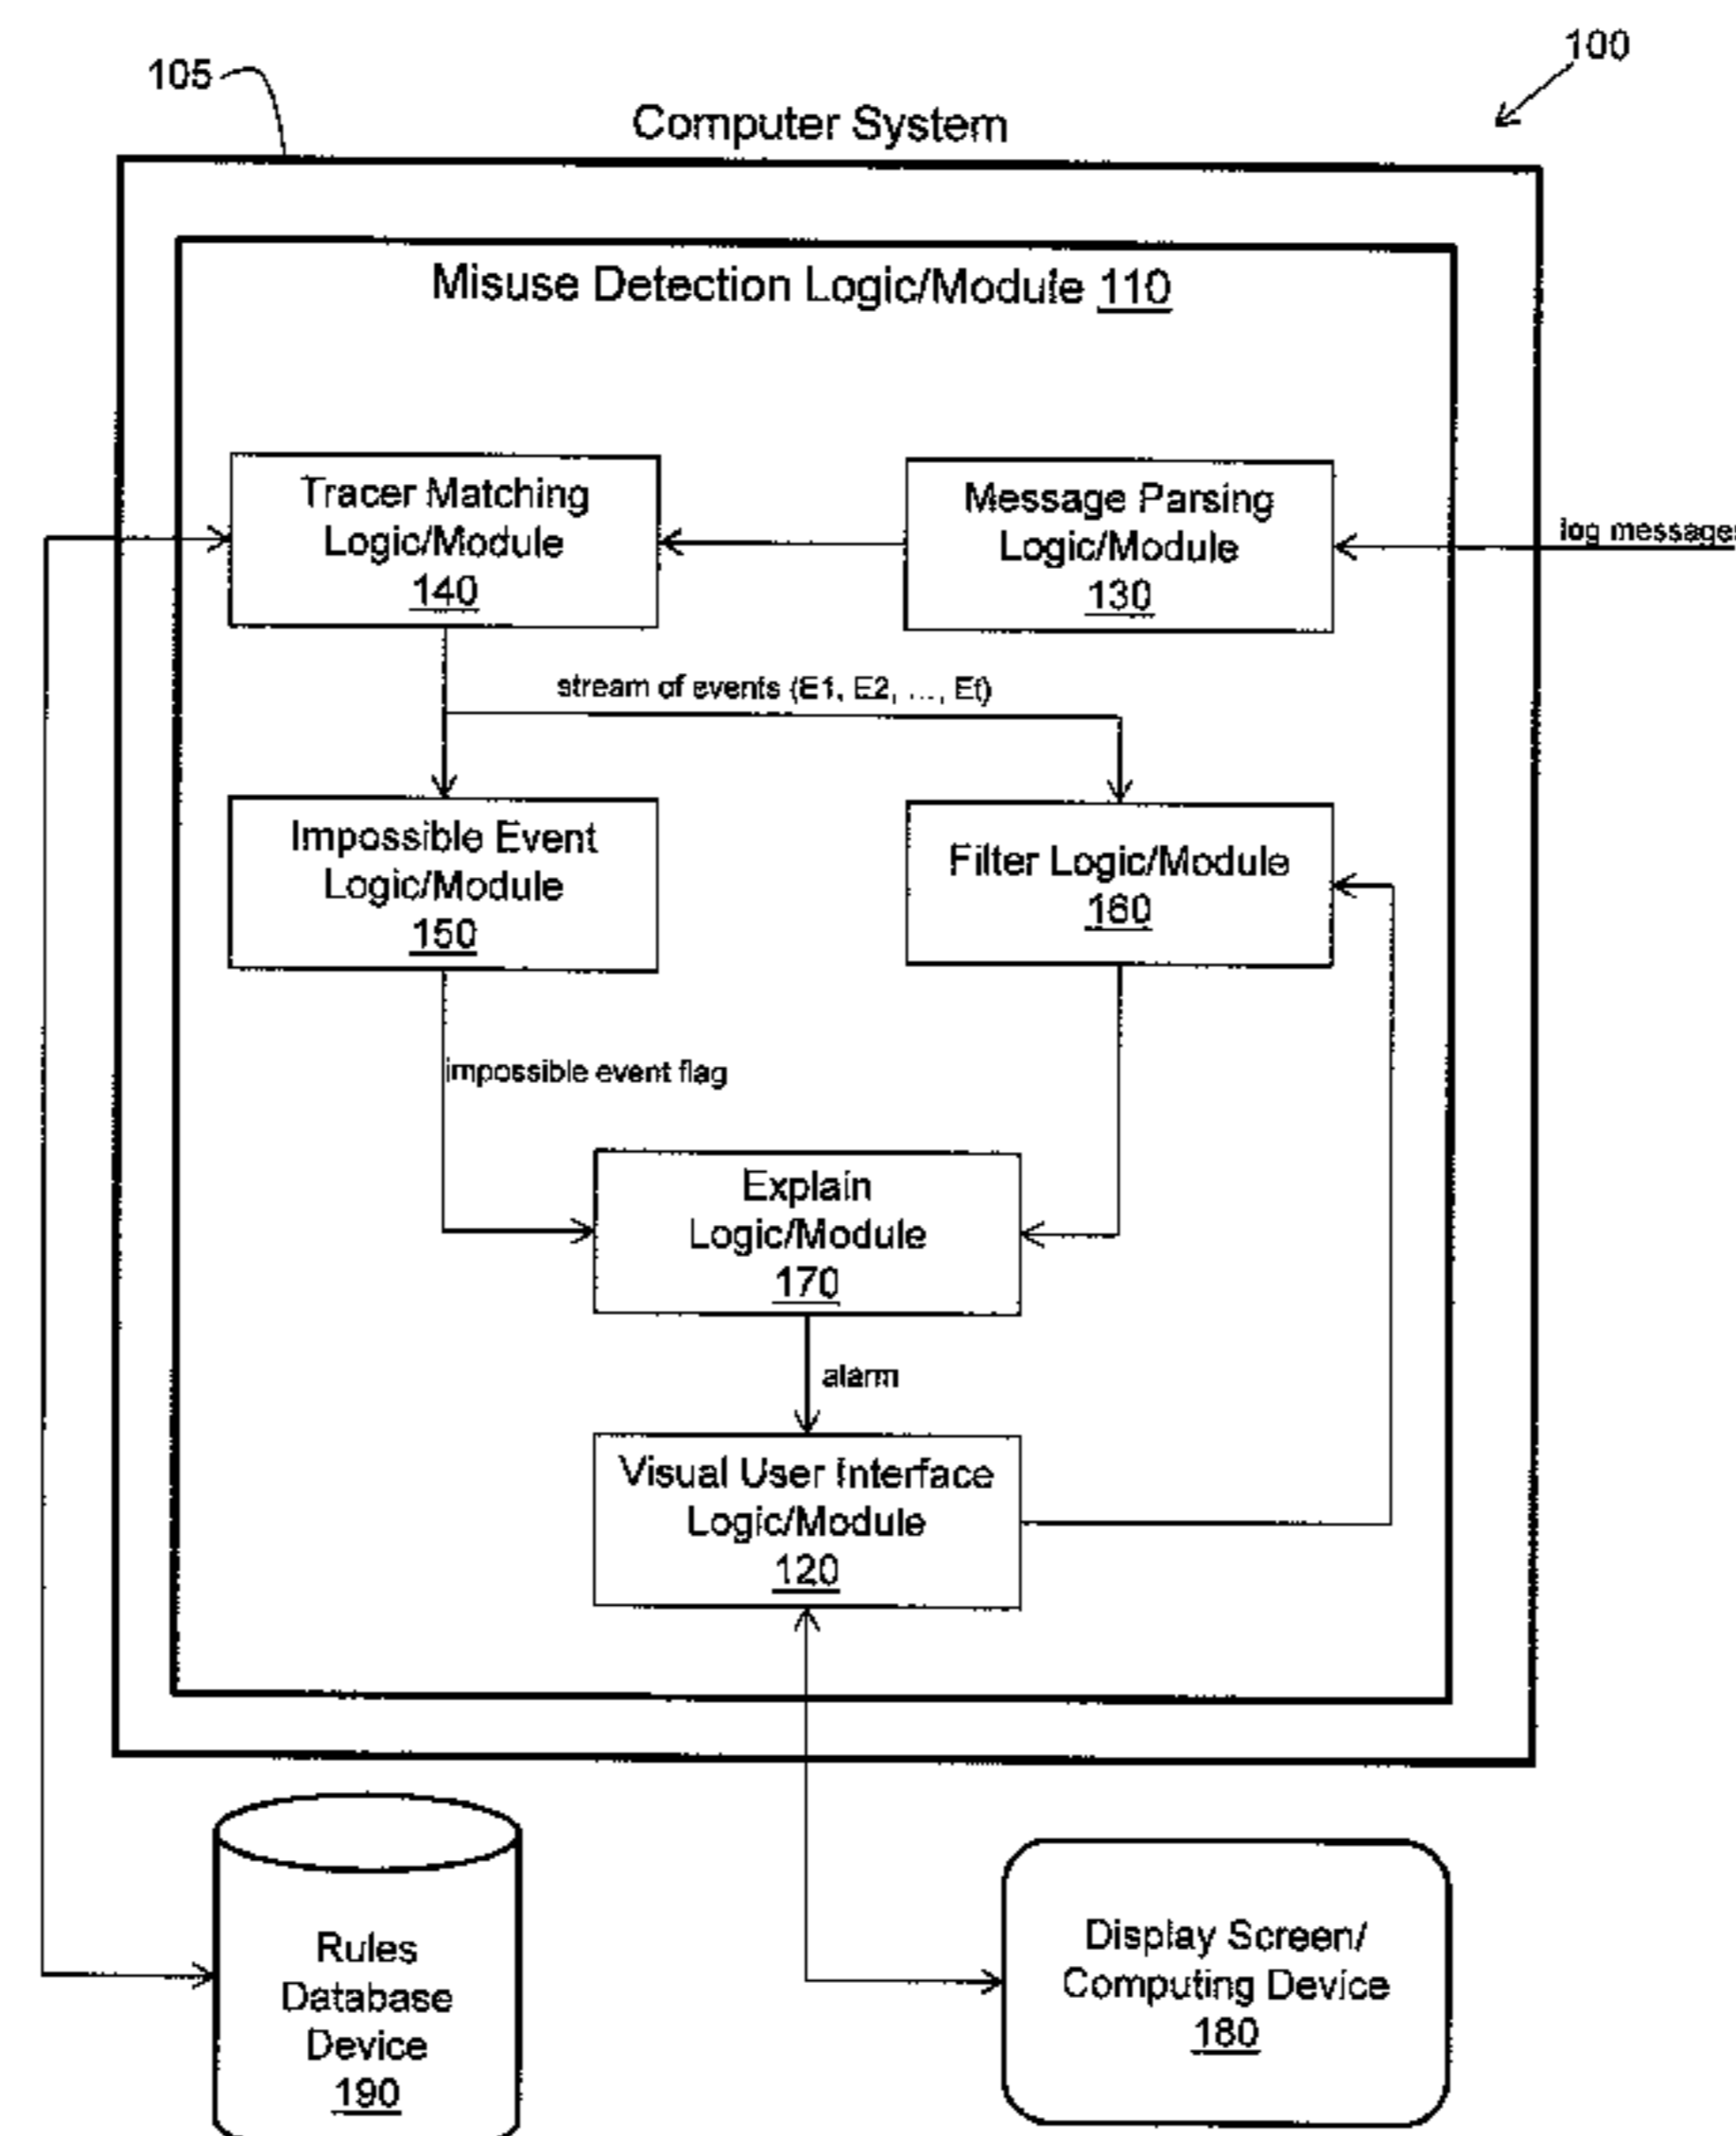 100
105
Computer System
Misuse Detection Logic/Module 110
Tracer Matching
Logic/Module
140
Message Parsing
Logic/Module
130
log messages
stream of events (E1, E2, ..., Et)
Impossible Event
Logic/Module
150
Filter Logic/Module
160
impossible event flag
Explain
Logic/Module
170
alarm
Visual User Interface
Logic/Module
120
Rules
Database
Device
190
Display Screen/
Computing Device
180